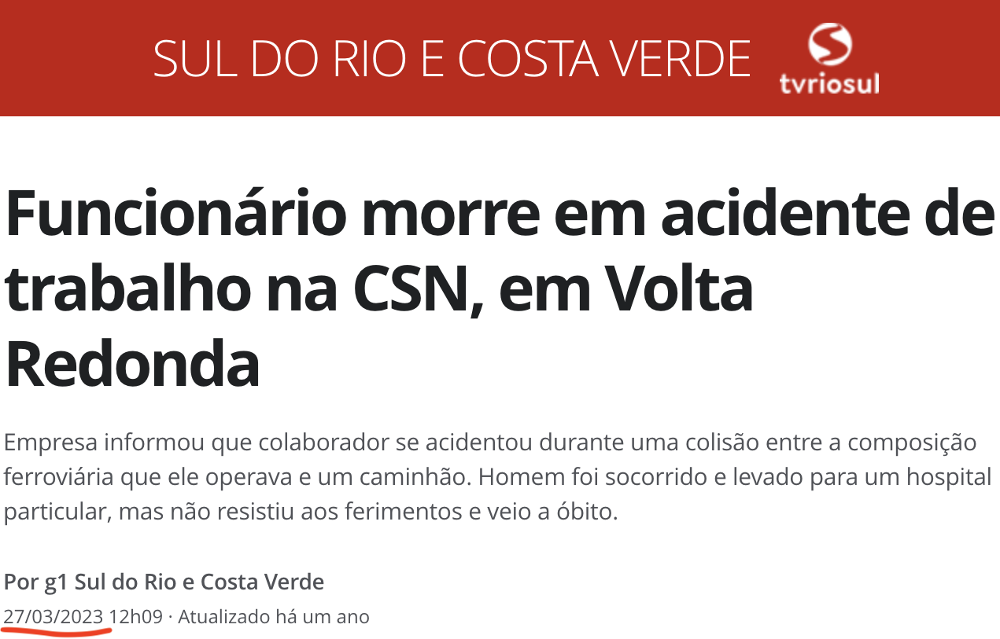 SUL DO RIO E COSTA VERDE
tvriosul
Funcionário morre em acidente de
trabalho na CSN, em Volta
Redonda
Empresa informou que colaborador se acidentou durante uma colisão entre a composição
ferroviária que ele operava e um caminhão. Homem foi socorrido e levado para um hospital
particular, mas não resistiu aos ferimentos e veio a óbito.
Por g1 Sul do Rio e Costa Verde
27/03/2023 12h09 · Atualizado há um ano